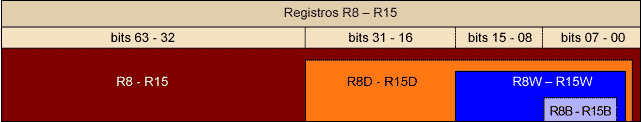 Registros R8 – R15
bits 63 - 32 bits 31 - 16 bits 15 - 08 bits 07 - 00
R8 - R15 R8D - R15D R8W – R15W
R8B - R15B